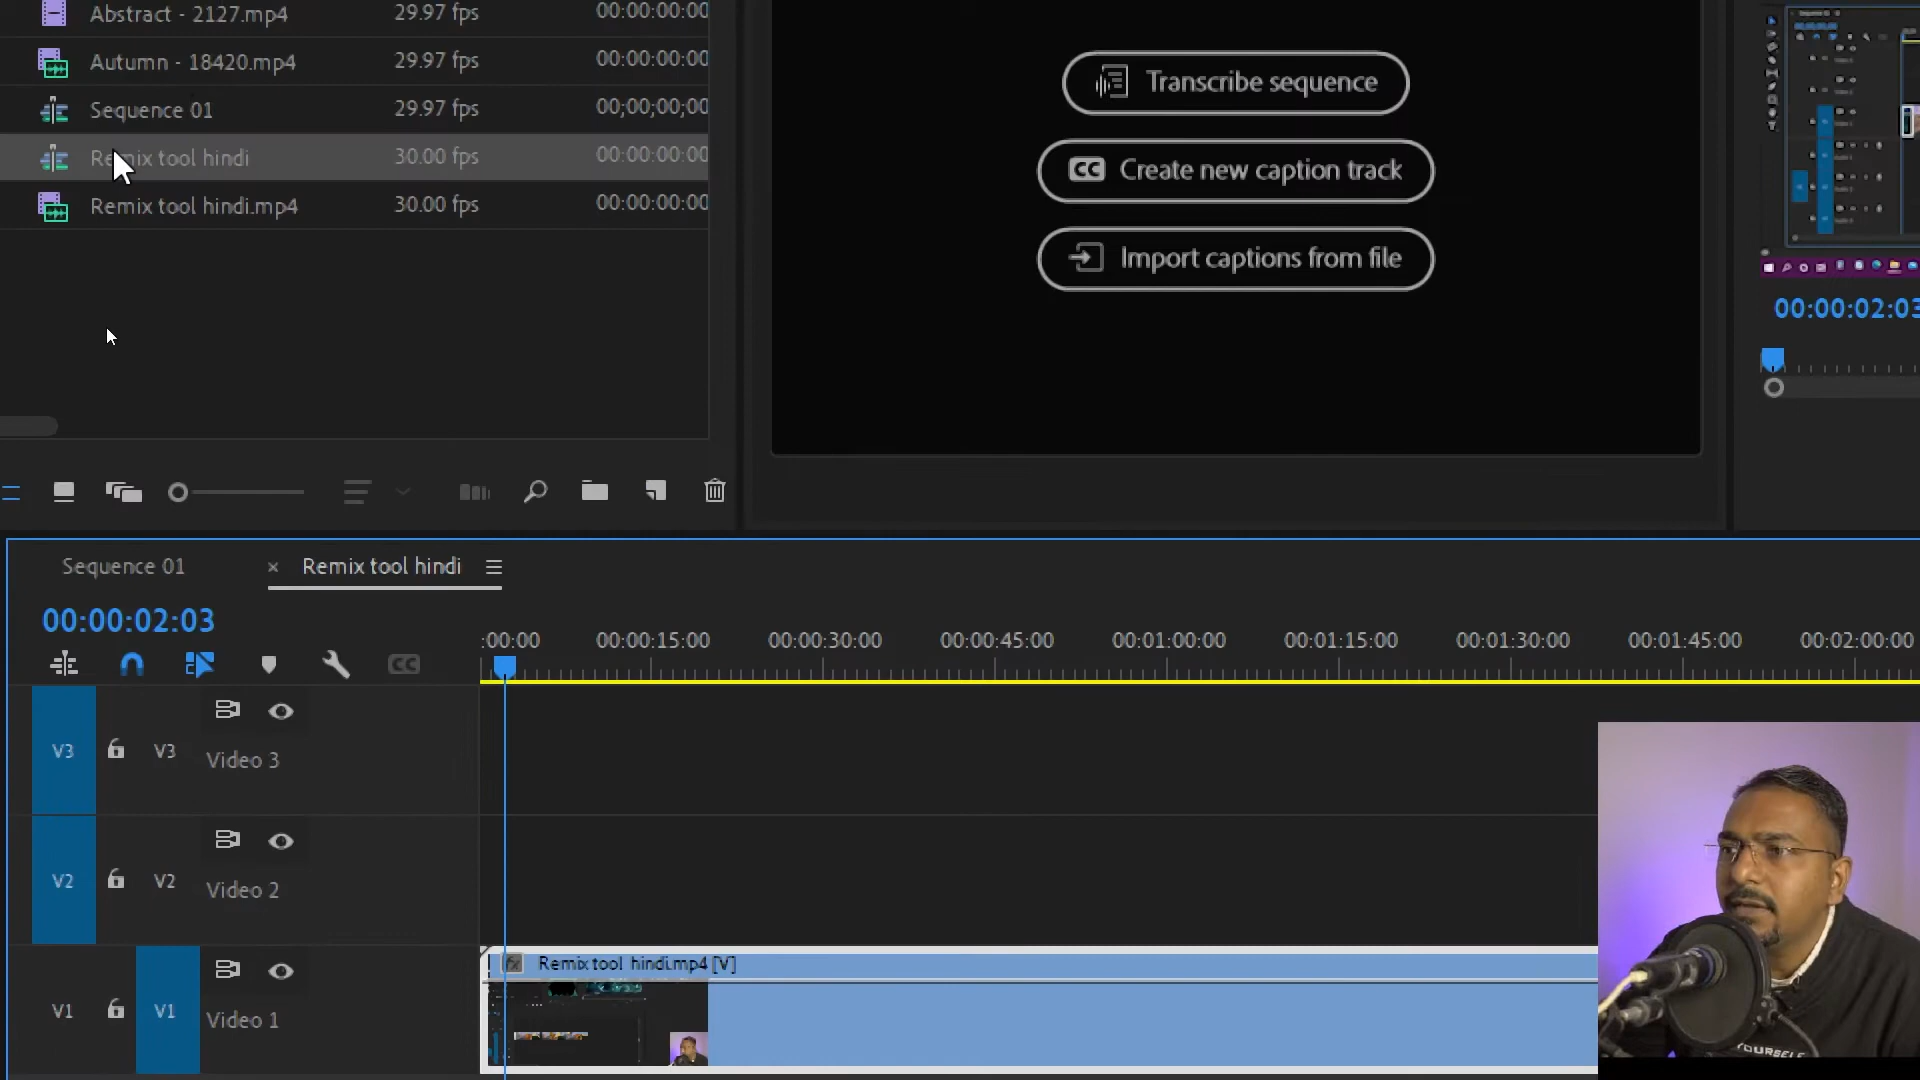 Abstract - 2127.mp4 29.97 fps 00:00:00:00
Autumn - 18420.mp4 29.97 fps 00:00:00:00
Sequence 01 29.97 fps 00;00;00;00
Remix tool hindi 30.00 fps 00:00:00:00
Remix tool hindi.mp4 30.00 fps 00:00:00:00
Transcribe sequence
CC Create new caption track
Import captions from file
00:00:02:03
Sequence 01 × Remix tool hindi
00:00:02:03
:00:00 00:00:15:00 00:00:30:00 00:00:45:00 00:01:00:00 00:01:15:00 00:01:30:00 00:01:45:00 00:02:00:00
CC
V3 V3 Video 3
V2 V2 Video 2
fx Remix tool hindi.mp4 [V]
V1 V1 Video 1
YOURSELF